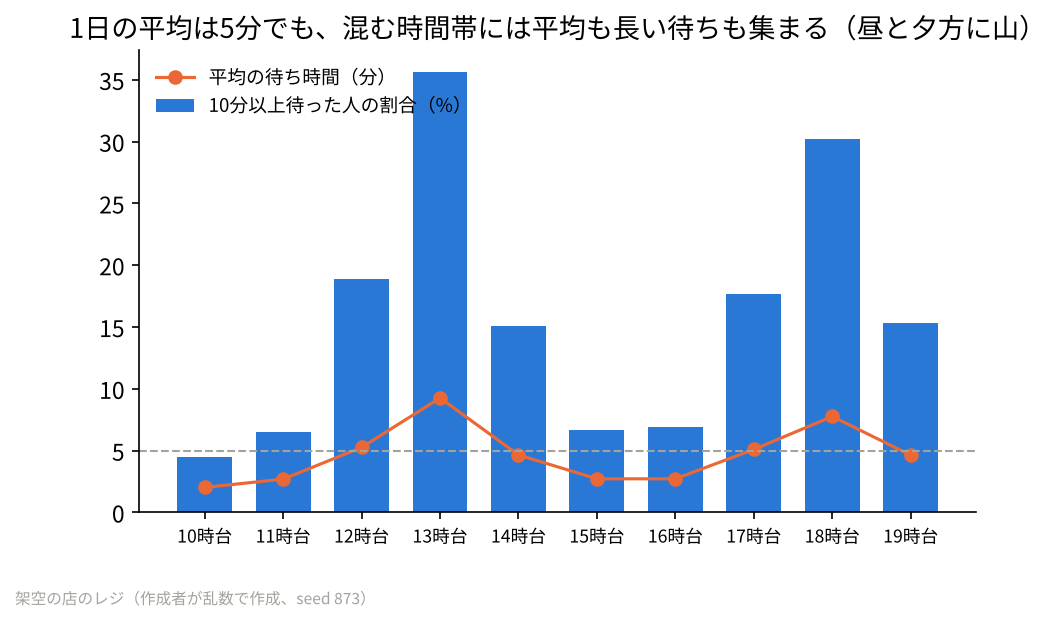 1日の平均は5分でも、混む時間帯には平均も長い待ちも集まる（昼と夕方に山）
平均の待ち時間（分）
10分以上待った人の割合（%）
35
30
25
20
15
10
5
0
10時台 11時台 12時台 13時台 14時台 15時台 16時台 17時台 18時台 19時台
架空の店のレジ（作成者が乱数で作成、seed 873）